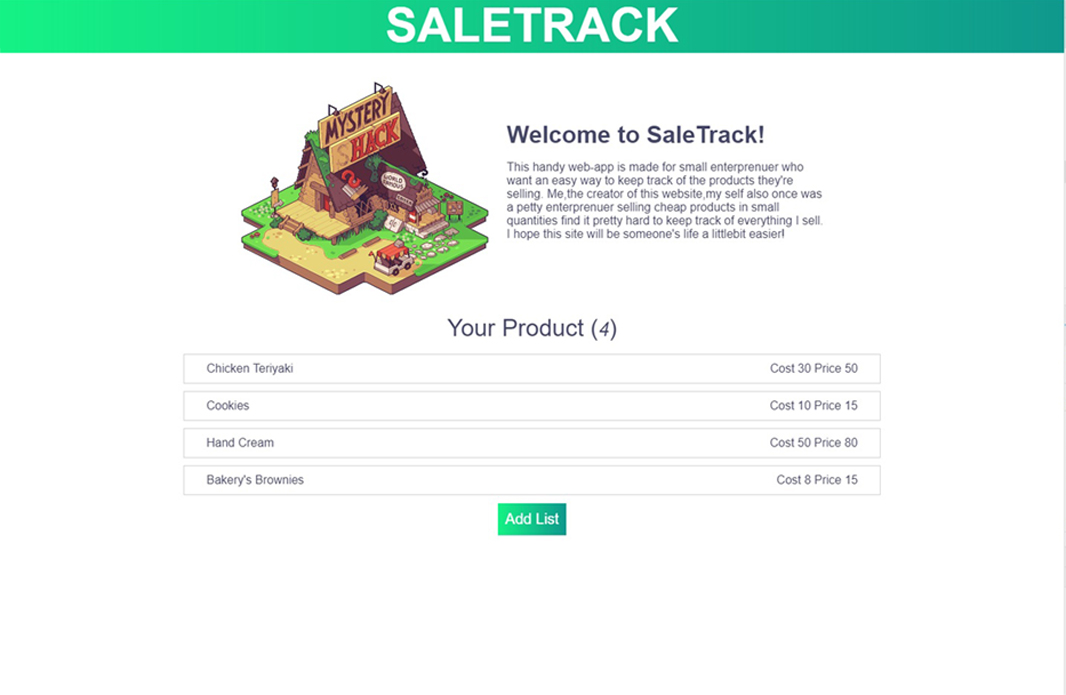 SALETRACK
MYSTERY
SHACK
WORLD
FAMOUS
Welcome to SaleTrack!
This handy web-app is made for small enterprenuer who
want an easy way to keep track of the products they're
selling. Me,the creator of this website,my self also once was
a petty enterprenuer selling cheap products in small
quantities find it pretty hard to keep track of everything I sell.
I hope this site will be someone's life a littlebit easier!
Your Product (4)
Chicken Teriyaki Cost 30 Price 50
Cookies Cost 10 Price 15
Hand Cream Cost 50 Price 80
Bakery's Brownies Cost 8 Price 15
Add List